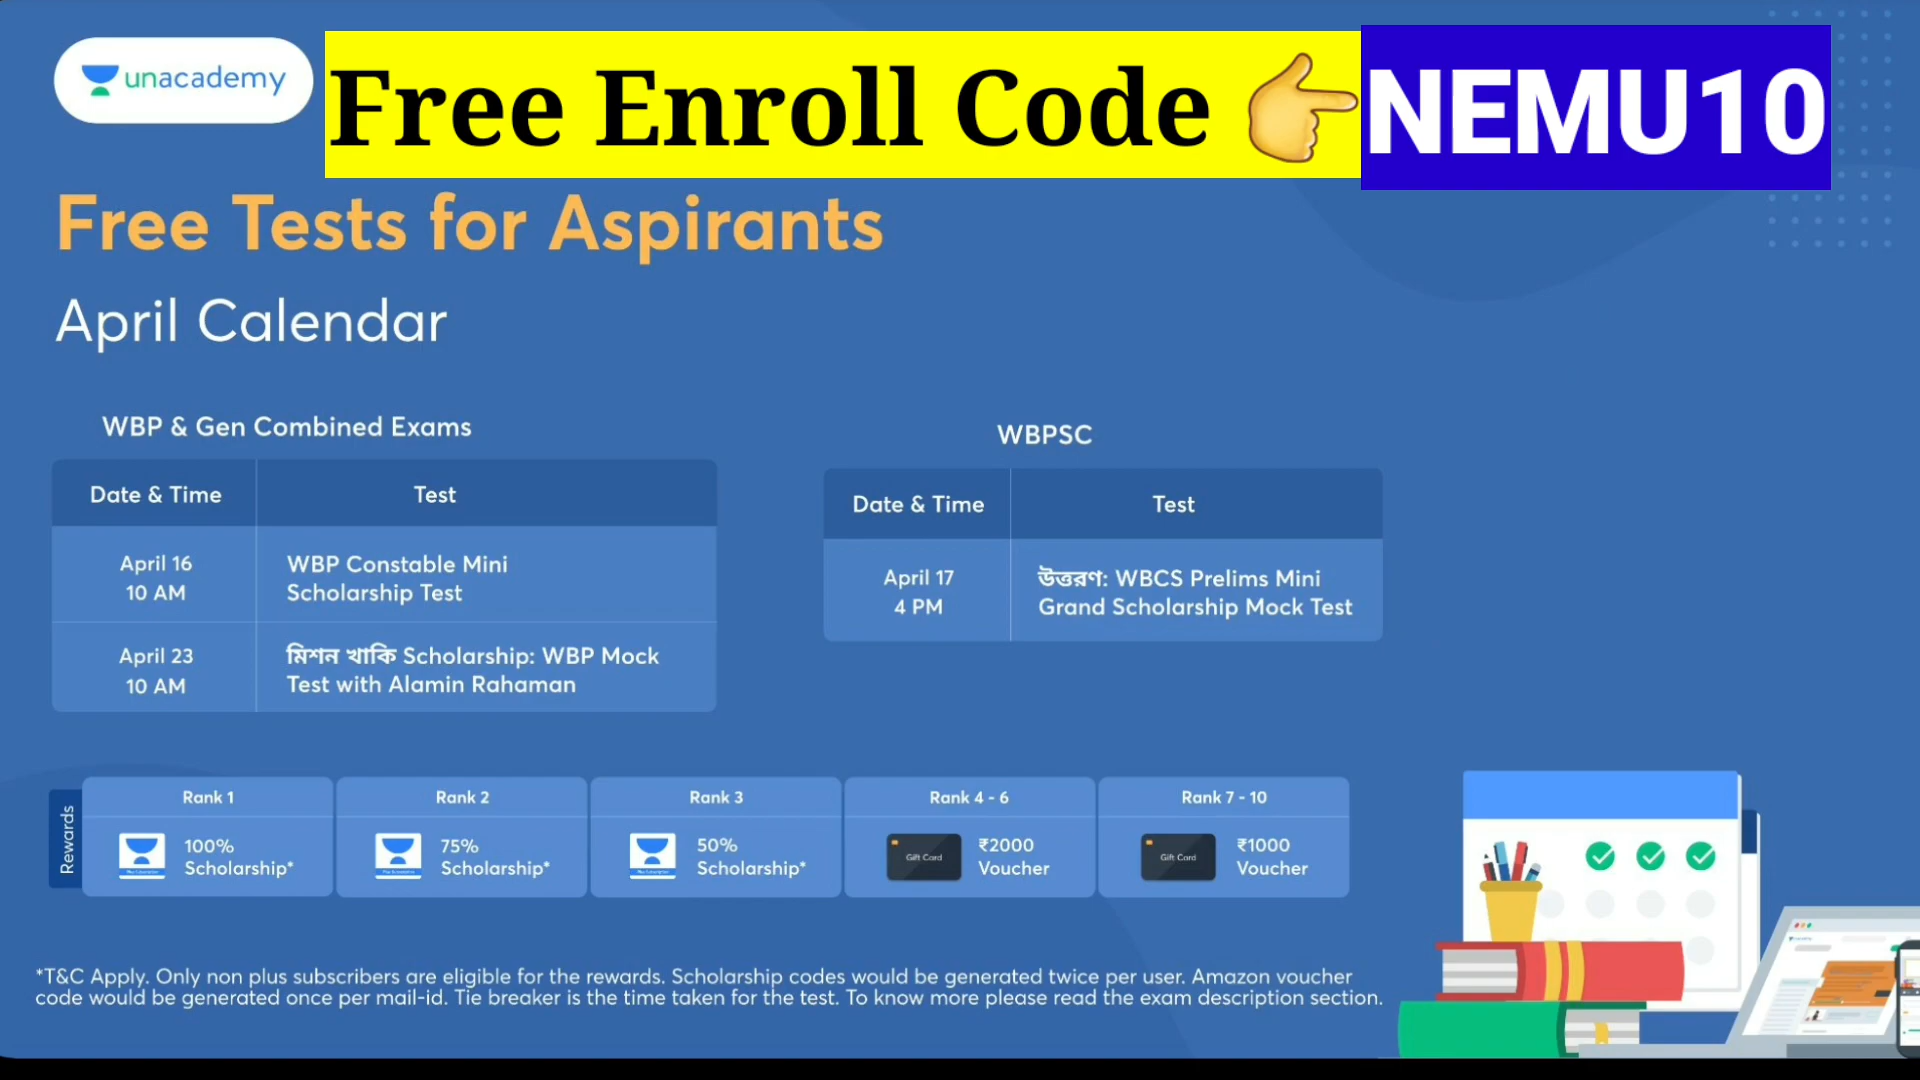 unacademy
Free Enroll Code 👉 NEMU10
Free Tests for Aspirants
April Calendar
WBP & Gen Combined Exams
Date & Time Test
April 16
10 AM
WBP Constable Mini
Scholarship Test
April 23
10 AM
মিশন খাকি Scholarship: WBP Mock
Test with Alamin Rahaman
WBPSC
Date & Time Test
April 17
4 PM
উত্তরণ: WBCS Prelims Mini
Grand Scholarship Mock Test
Rewards
Rank 1
100%
Scholarship*
Rank 2
75%
Scholarship*
Rank 3
50%
Scholarship*
Rank 4 - 6
Gift Card
₹2000
Voucher
Rank 7 - 10
Gift Card
₹1000
Voucher
*T&C Apply. Only non plus subscribers are eligible for the rewards. Scholarship codes would be generated twice per user. Amazon voucher
code would be generated once per mail-id. Tie breaker is the time taken for the test. To know more please read the exam description section.